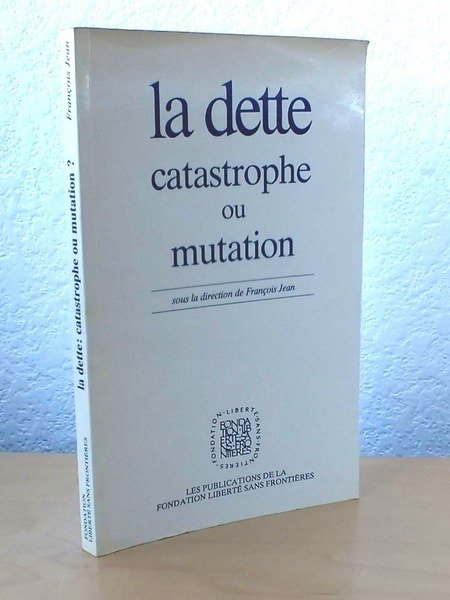 la dette
catastrophe
ou
mutation
sous la direction de François Jean
FONDATION·LIBERTÉ·SANS·FRONTIÈRES
LES PUBLICATIONS DE LA
FONDATION LIBERTÉ SANS FRONTIÈRES
François Jean
la dette: catastrophe ou mutation ?
FONDATION
LIBERTÉ SANS FRONTIÈRES